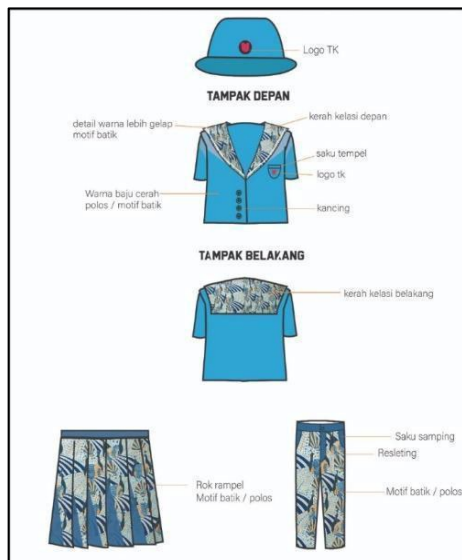 Logo TK
TAMPAK DEPAN
detail warna lebih gelap
motif batik
kerah kelasi depan
saku tempel
logo tk
Warna baju cerah
polos / motif batik
kancing
TAMPAK BELAKANG
kerah kelasi belakang
Rok rampel
Motif batik / polos
Saku samping
Resleting
Motif batik / polos